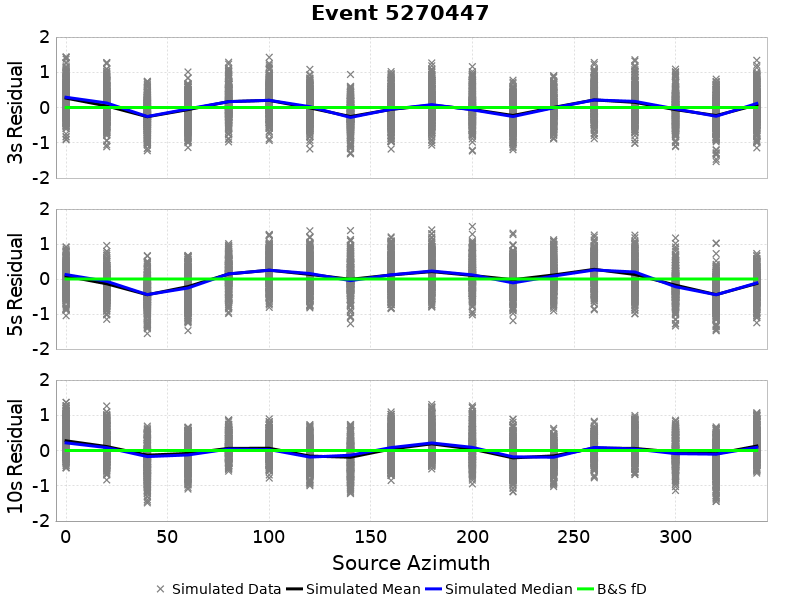 Event 5270447
3s Residual
2
1
0
-1
-2
5s Residual
2
1
0
-1
-2
10s Residual
2
1
0
-1
-2
0 50 100 150 200 250 300
Source Azimuth
Simulated Data Simulated Mean Simulated Median B&S fD